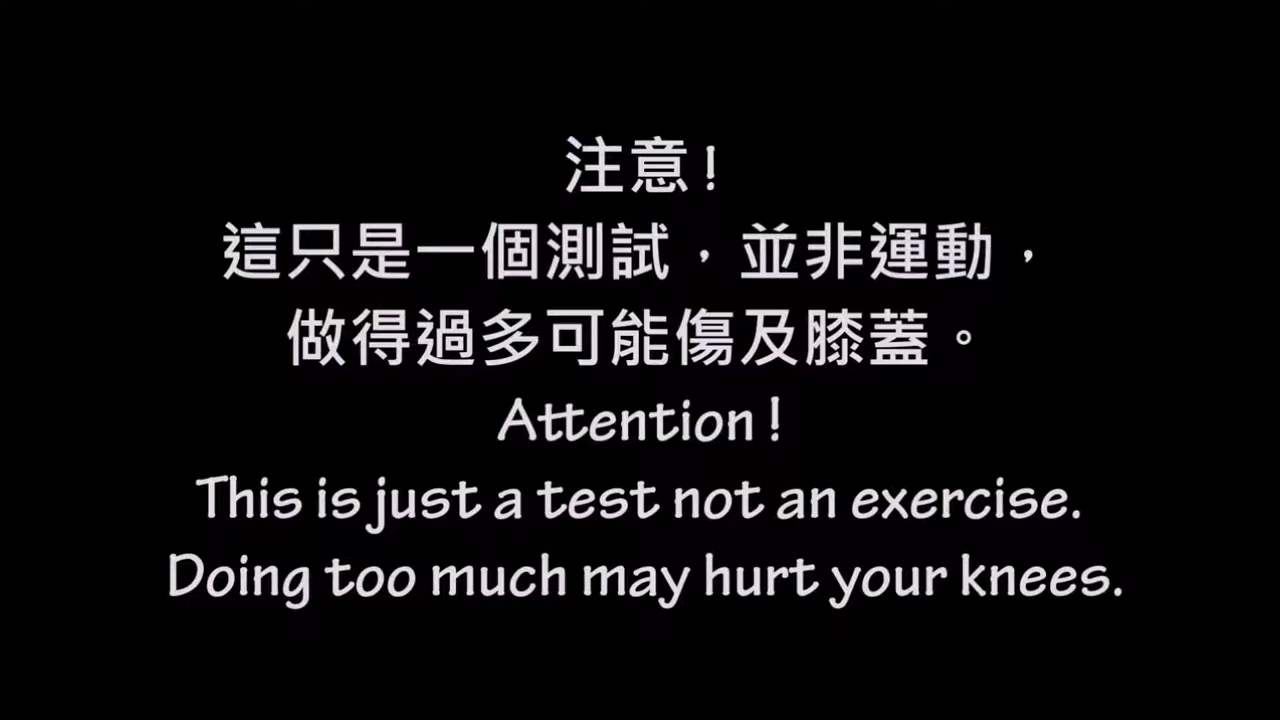 注意!
這只是一個測試，並非運動，
做得過多可能傷及膝蓋。
Attention!
This is just a test not an exercise.
Doing too much may hurt your knees.